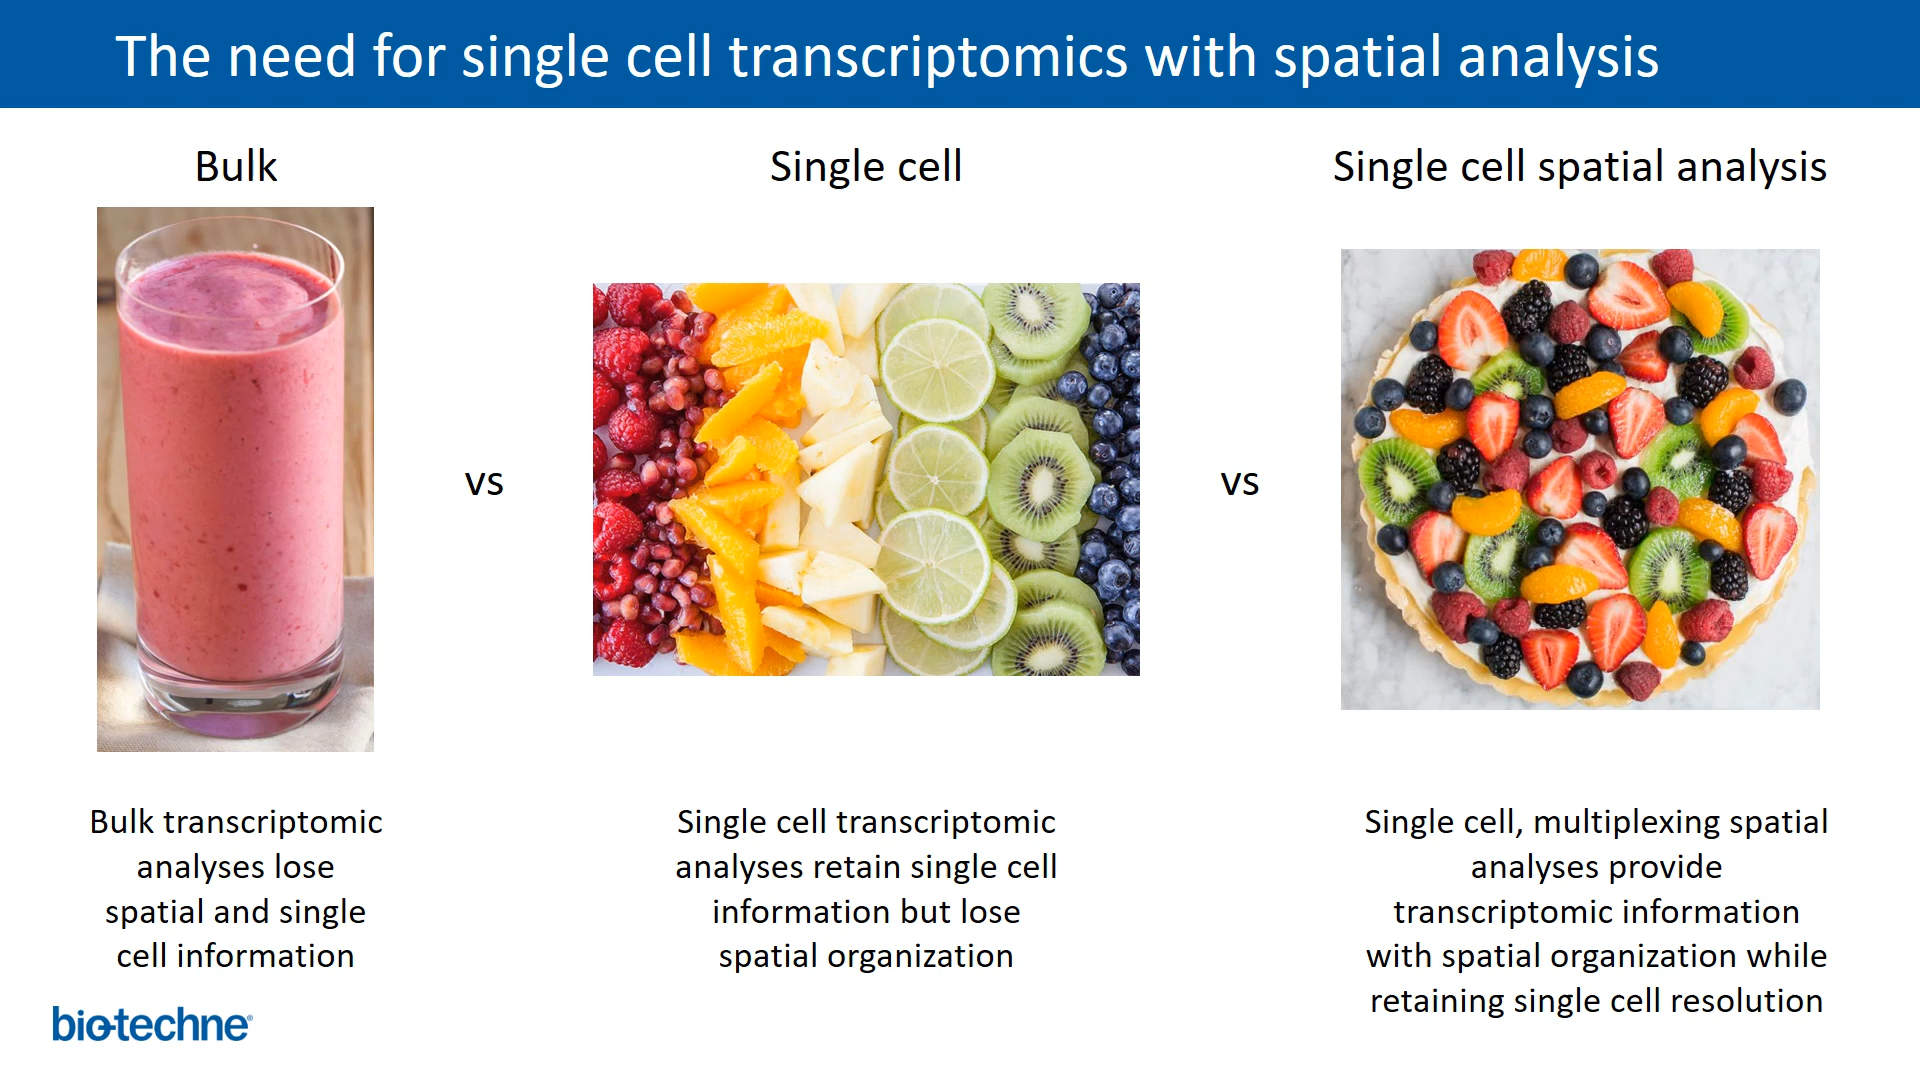 The need for single cell transcriptomics with spatial analysis
Bulk
Single cell
Single cell spatial analysis
vs
vs
Bulk transcriptomic
analyses lose
spatial and single
cell information
Single cell transcriptomic
analyses retain single cell
information but lose
spatial organization
Single cell, multiplexing spatial
analyses provide
transcriptomic information
with spatial organization while
retaining single cell resolution
bio-techne®